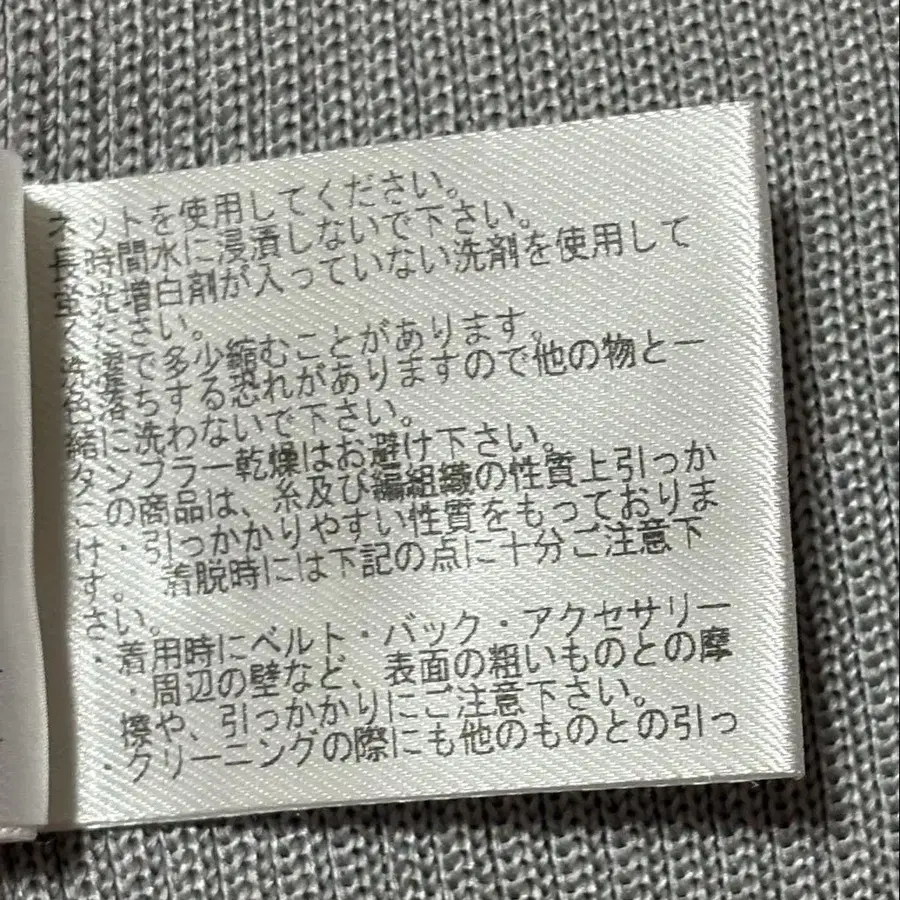 ネットを使用してください。
長時間水に浸漬しないで下さい。
蛍光増白剤が入っていない洗剤を使用して
ください。
洗濯で多少縮むことがあります。
色落ちする恐れがありますので他の物と一
緒に洗わないで下さい。
タンブラー乾燥はお避け下さい。
この商品は、糸及び編組織の性質上引っか
け・引っかかりやすい性質をもっておりま
す。 着脱時には下記の点に十分ご注意下
さい。
・着用時にベルト・バック・アクセサリー
・周辺の壁など、表面の粗いものとの摩
擦や、引っかかりにご注意下さい。
・クリーニングの際にも他のものとの引っ